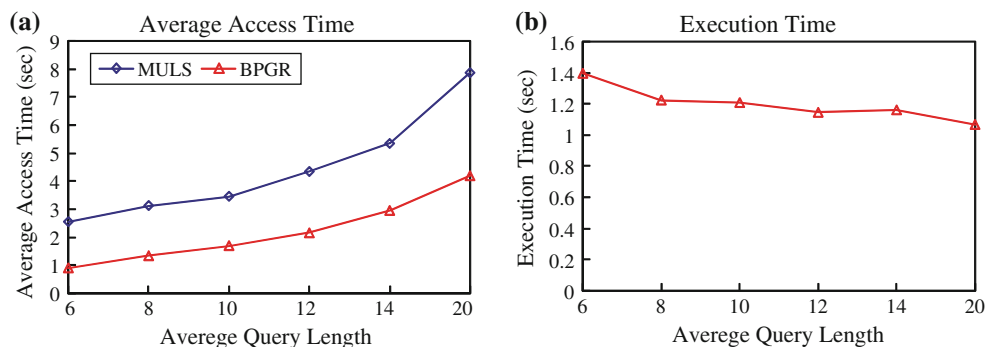 (a)
Average Access Time
Average Access Time (sec)
9
8
7
6
5
4
3
2
1
0
MULS
BPGR
6 8 10 12 14 20
Averege Query Length
(b)
Execution Time
Execution Time (sec)
1.6
1.4
1.2
1
0.8
0.6
0.4
0.2
0
6 8 10 12 14 20
Averege Query Length